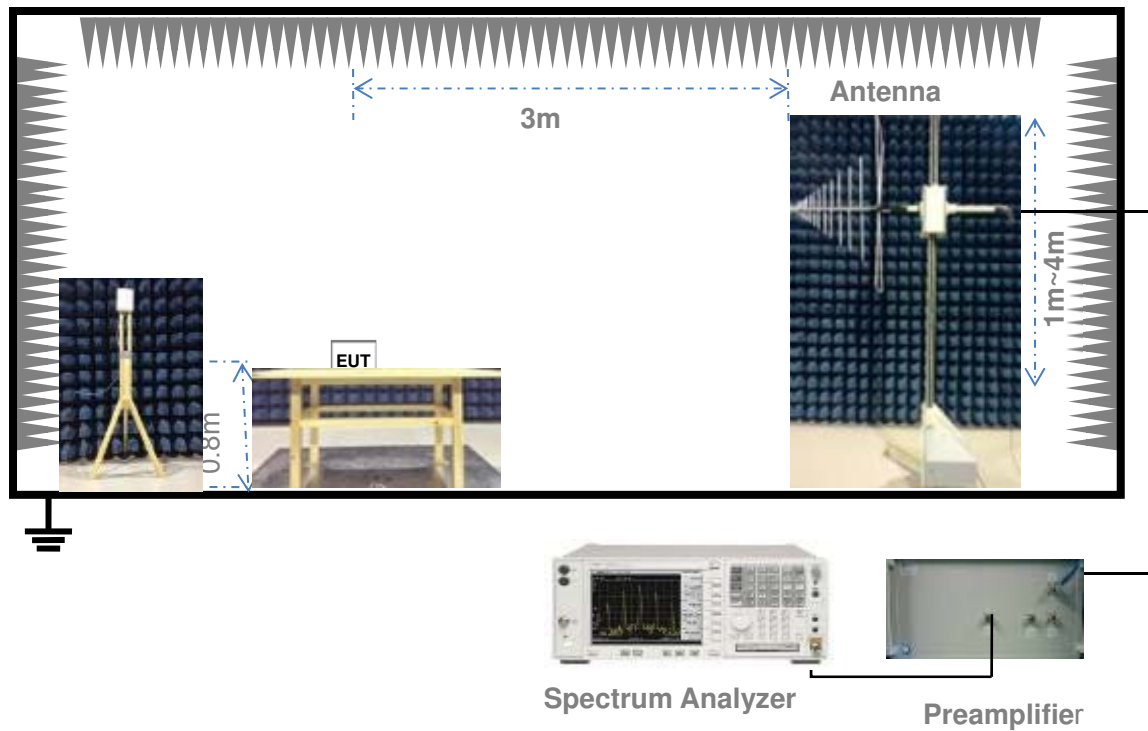 Antenna
3m
1m~4m
EUT
0.8m
Spectrum Analyzer
Preamplifier